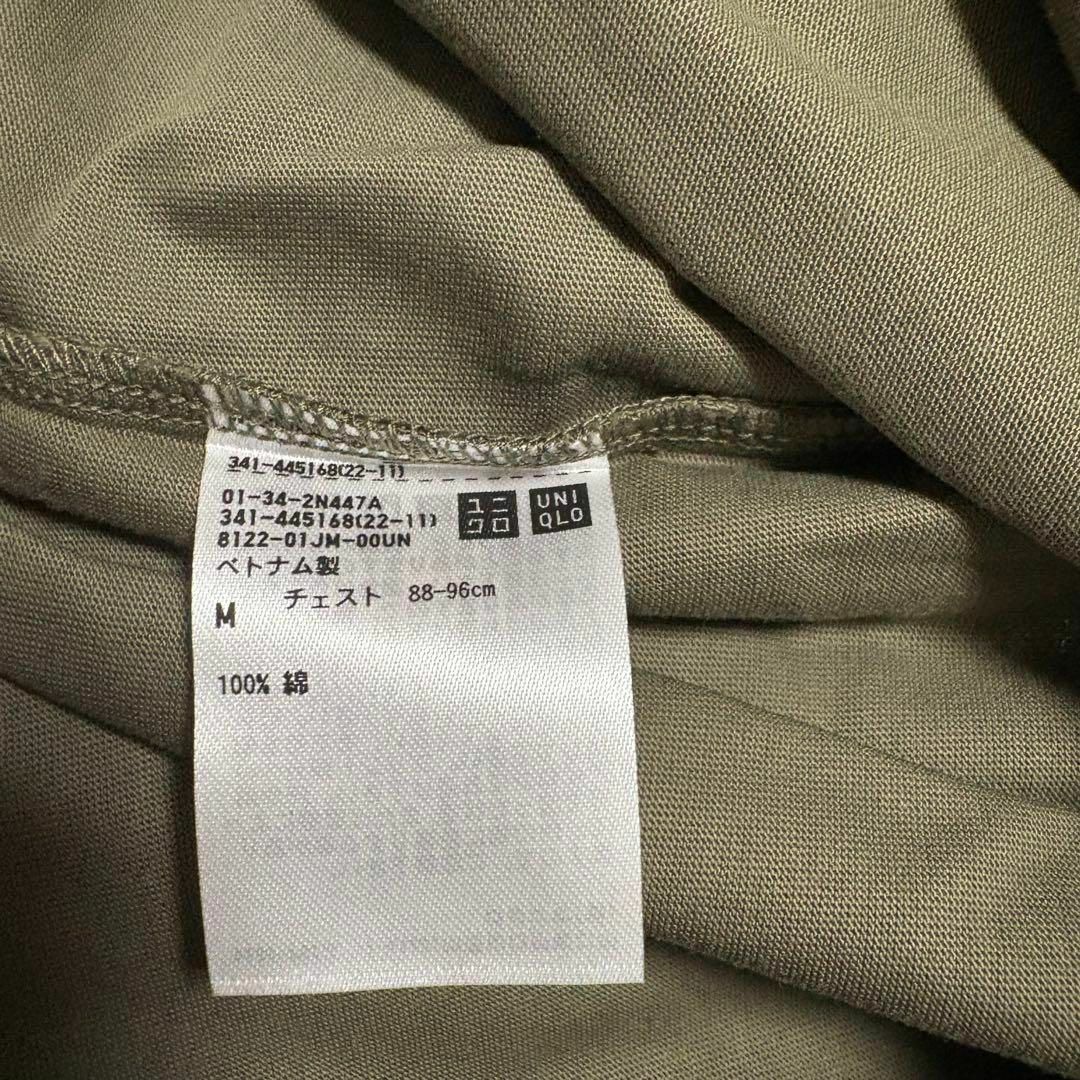 341-445168(22-11)
01-34-2N447A
341-445168(22-11)
8122-01JM-00UN
ユニ
クロ
UNI
QLO
ベトナム製
M チェスト 88-96cm
100% 綿